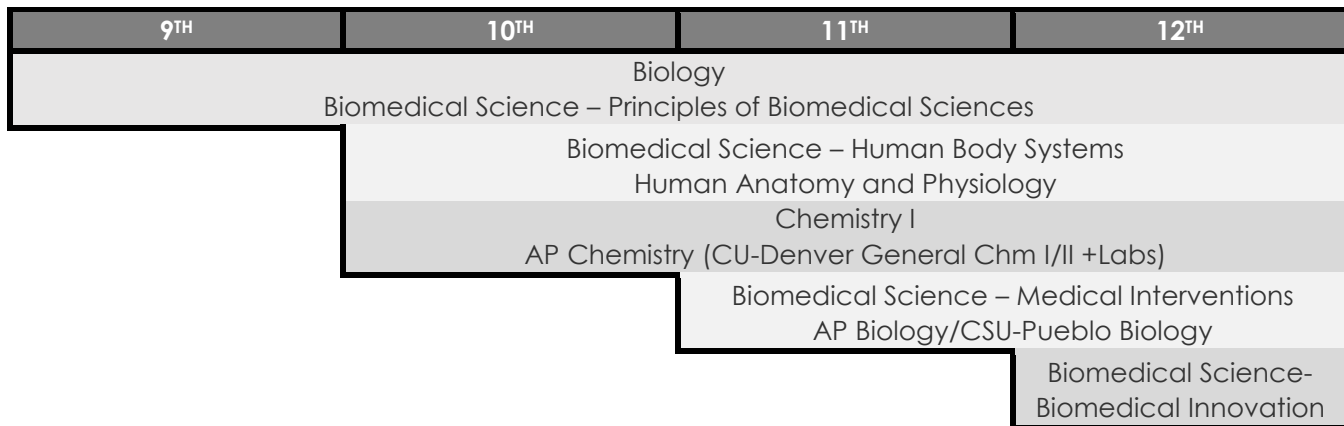 9TH 10TH 11TH 12TH
Biology
Biomedical Science – Principles of Biomedical Sciences
Biomedical Science – Human Body Systems
Human Anatomy and Physiology
Chemistry I
AP Chemistry (CU-Denver General Chm I/II +Labs)
Biomedical Science – Medical Interventions
AP Biology/CSU-Pueblo Biology
Biomedical Science-
Biomedical Innovation